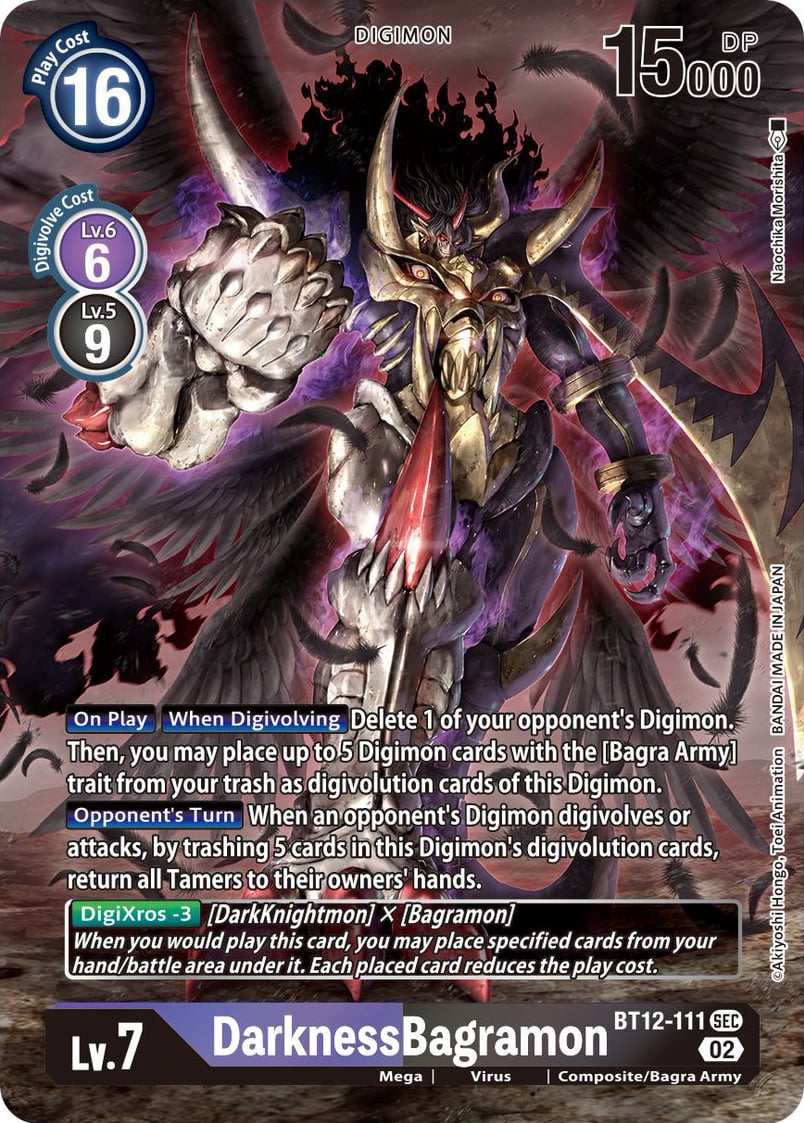 DIGIMON
Play Cost
16
15000
DP
Digivolve Cost
Lv.6
6
Lv.5
9
Naochika Morishita
On Play When Digivolving Delete 1 of your opponent's Digimon.
Then, you may place up to 5 Digimon cards with the [Bagra Army]
trait from your trash as digivolution cards of this Digimon.
Opponent's Turn When an opponent's Digimon digivolves or
attacks, by trashing 5 cards in this Digimon's digivolution cards,
return all Tamers to their owners' hands.
DigiXros -3 [DarkKnightmon] × [Bagramon]
When you would play this card, you may place specified cards from your
hand/battle area under it. Each placed card reduces the play cost.
©Akiyoshi Hongo, Toei Animation BANDAI MADE IN JAPAN
Lv.7
DarknessBagramon
BT12-111 SEC
02
Mega | Virus | Composite/Bagra Army